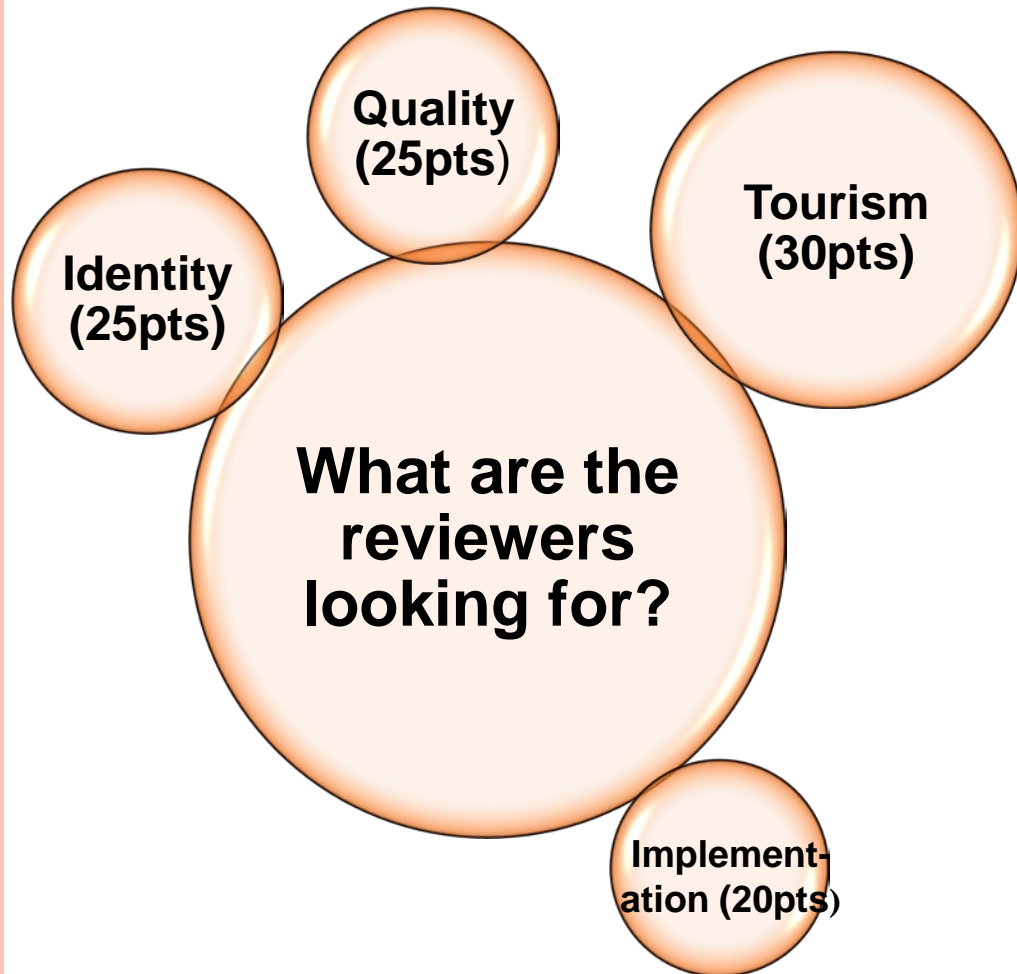 Quality
(25pts)
Tourism
(30pts)
Identity
(25pts)
What are the
reviewers
looking for?
Implement-
ation (20pts)